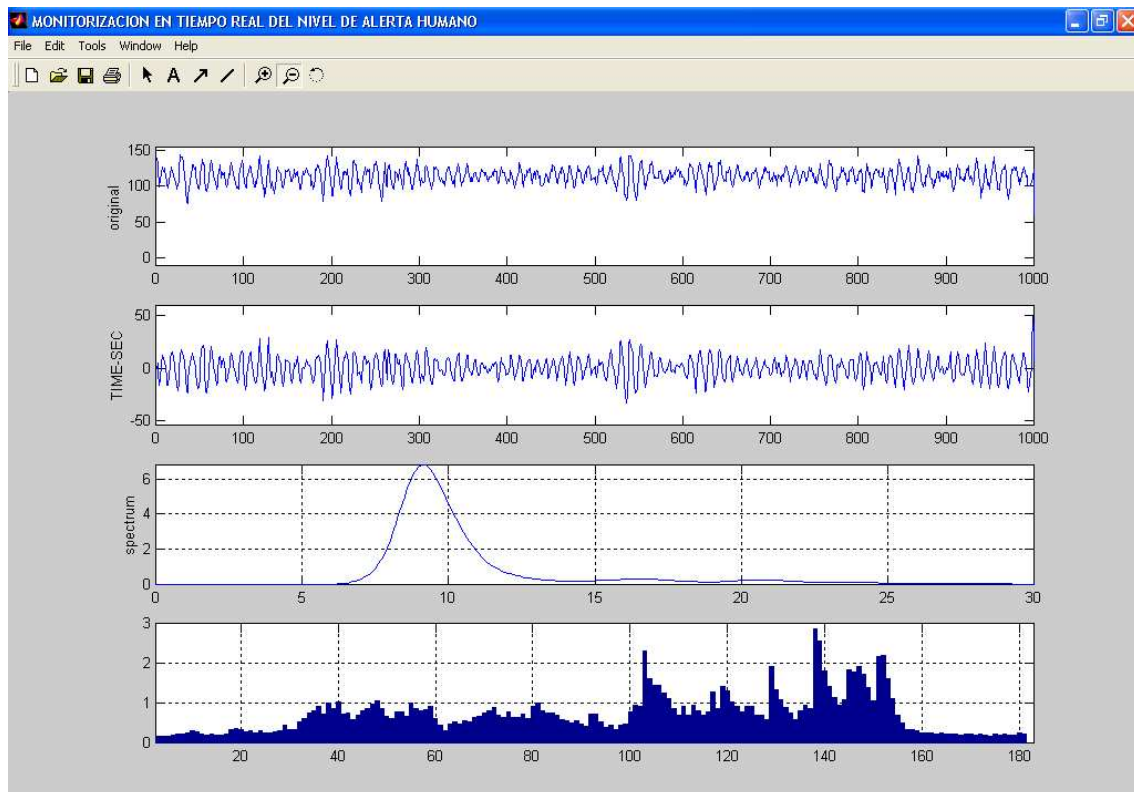 MONITORIZACION EN TIEMPO REAL DEL NIVEL DE ALERTA HUMANO
File Edit Tools Window Help
A
original
150
100
50
0
0 100 200 300 400 500 600 700 800 900 1000
TIME-SEC
50
0
-50
0 100 200 300 400 500 600 700 800 900 1000
spectrum
6
4
2
0
0 5 10 15 20 25 30
3
2
1
0
20 40 60 80 100 120 140 160 180